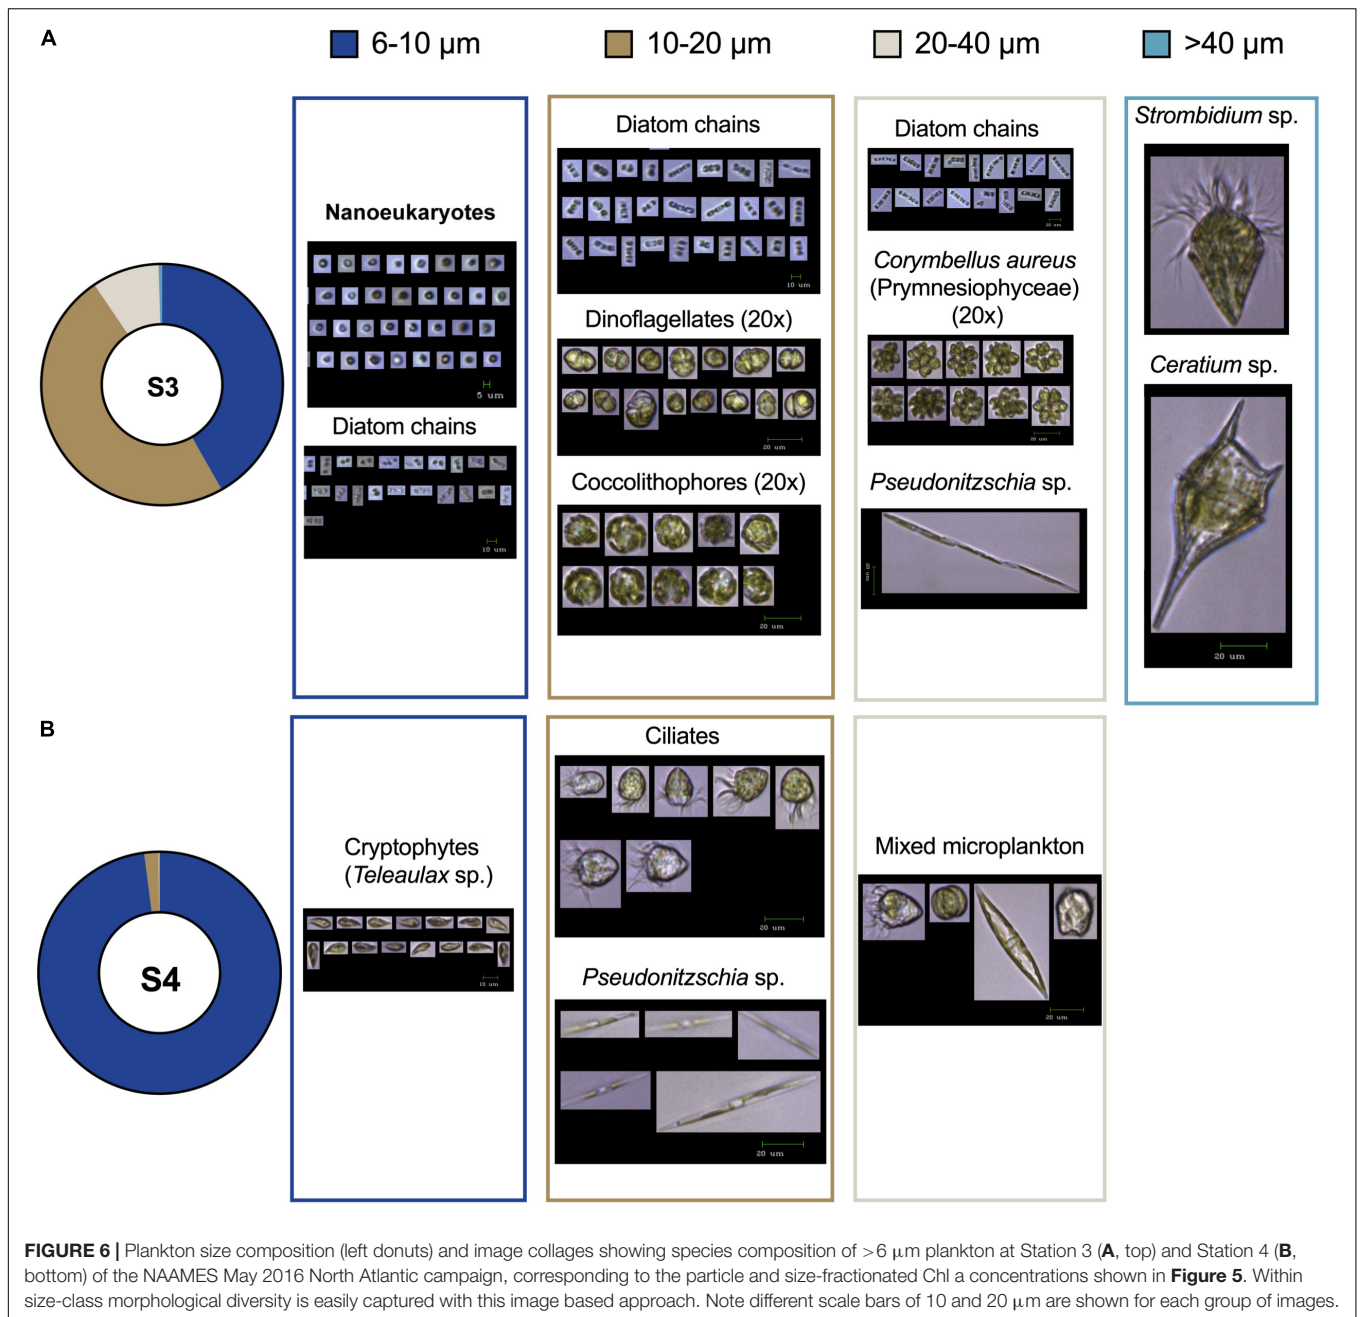 A
6-10 µm
10-20 µm
20-40 µm
>40 µm
S3
Nanoeukaryotes
5 um
Diatom chains
10 um
Diatom chains
10 um
Dinoflagellates (20x)
20 um
Coccolithophores (20x)
20 um
Diatom chains
20 um
Corymbellus aureus
(Prymnesiophyceae)
(20x)
20 um
Pseudonitzschia sp.
20 um
Strombidium sp.
Ceratium sp.
20 um
B
S4
Cryptophytes
(Teleaulax sp.)
10 um
Ciliates
20 um
Pseudonitzschia sp.
20 um
Mixed microplankton
20 um
FIGURE 6 | Plankton size composition (left donuts) and image collages showing species composition of >6 µm plankton at Station 3 (A, top) and Station 4 (B,
bottom) of the NAAMES May 2016 North Atlantic campaign, corresponding to the particle and size-fractionated Chl a concentrations shown in Figure 5. Within
size-class morphological diversity is easily captured with this image based approach. Note different scale bars of 10 and 20 µm are shown for each group of images.